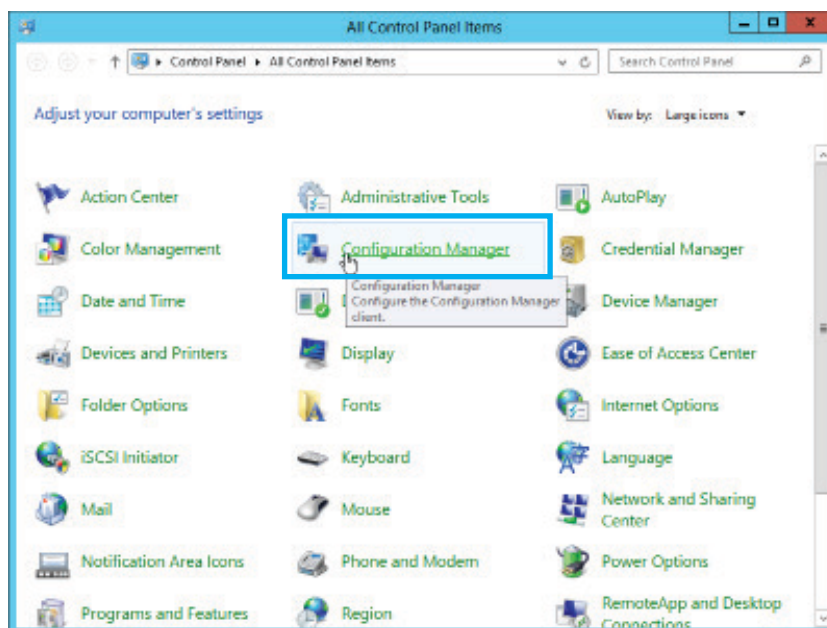 All Control Panel Items
Control Panel
All Control Panel Items
Search Control Panel
Adjust your computer's settings
View by: Large icons
Action Center
Administrative Tools
AutoPlay
Color Management
Configuration Manager
Credential Manager
Configuration Manager
Configure the Configuration Manager
client.
Date and Time
D
Device Manager
Devices and Printers
Display
Ease of Access Center
Folder Options
Fonts
Internet Options
iSCSI Initiator
Keyboard
Language
Mail
Mouse
Network and Sharing
Center
Notification Area Icons
Phone and Modem
Power Options
Programs and Features
Region
RemoteApp and Desktop
Connections